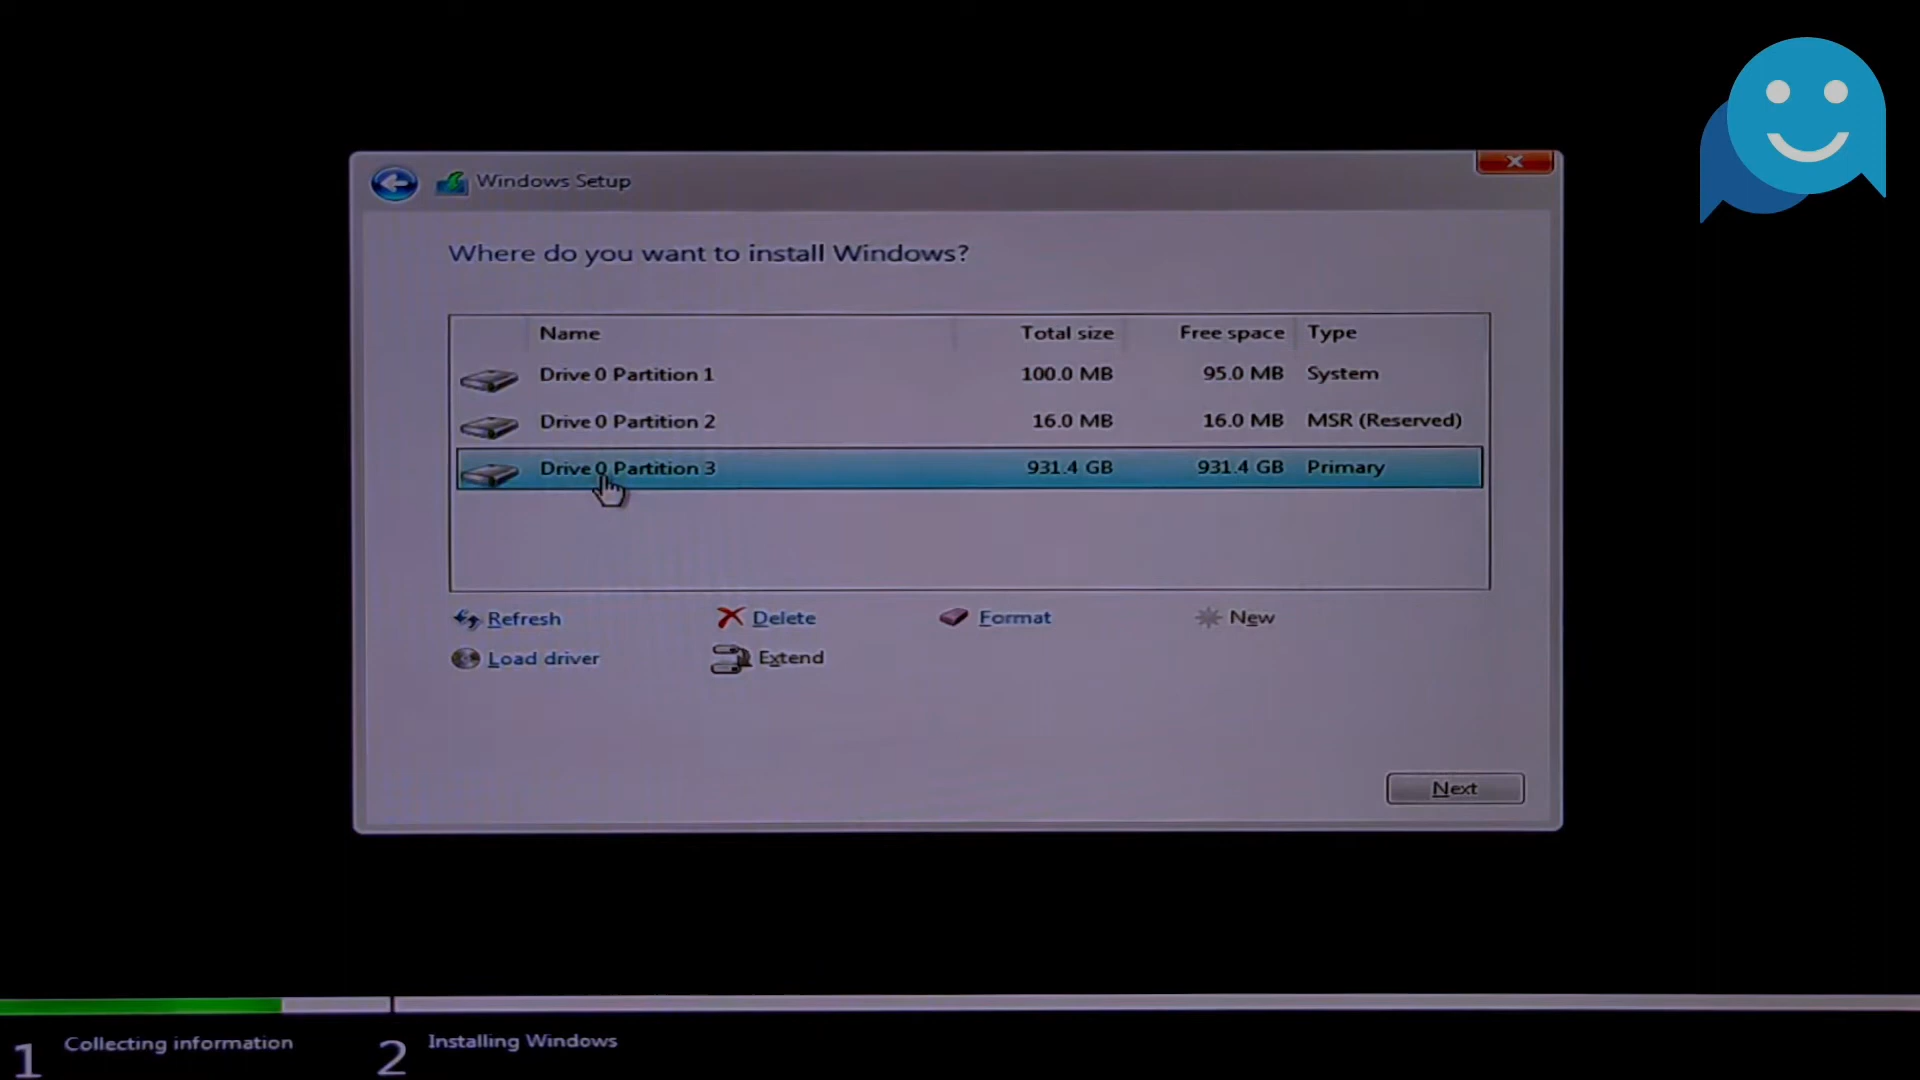 Windows Setup
Where do you want to install Windows?
Name Total size Free space Type
Drive 0 Partition 1 100.0 MB 95.0 MB System
Drive 0 Partition 2 16.0 MB 16.0 MB MSR (Reserved)
Drive 0 Partition 3 931.4 GB 931.4 GB Primary
Refresh Delete Format New
Load driver Extend
Next
1 Collecting information 2 Installing Windows